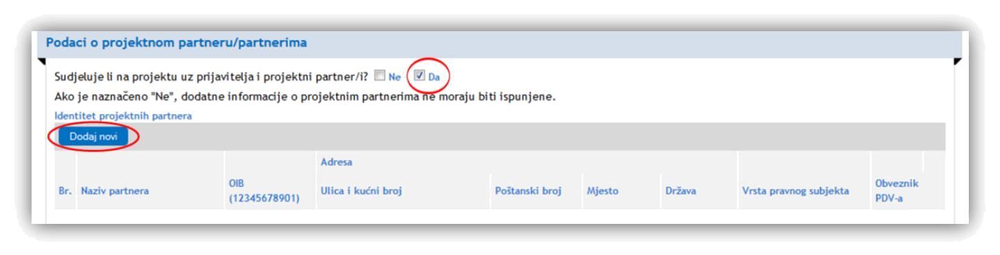 Podaci o projektnom partneru/partnerima
Sudjeluje li na projektu uz prijavitelja i projektni partner/i? Ne Da
Ako je naznačeno "Ne", dodatne informacije o projektnim partnerima ne moraju biti ispunjene.
Identitet projektnih partnera
Dodaj novi
Adresa
Br. Naziv partnera OIB (12345678901) Ulica i kućni broj Poštanski broj Mjesto Država Vrsta pravnog subjekta Obveznik PDV-a